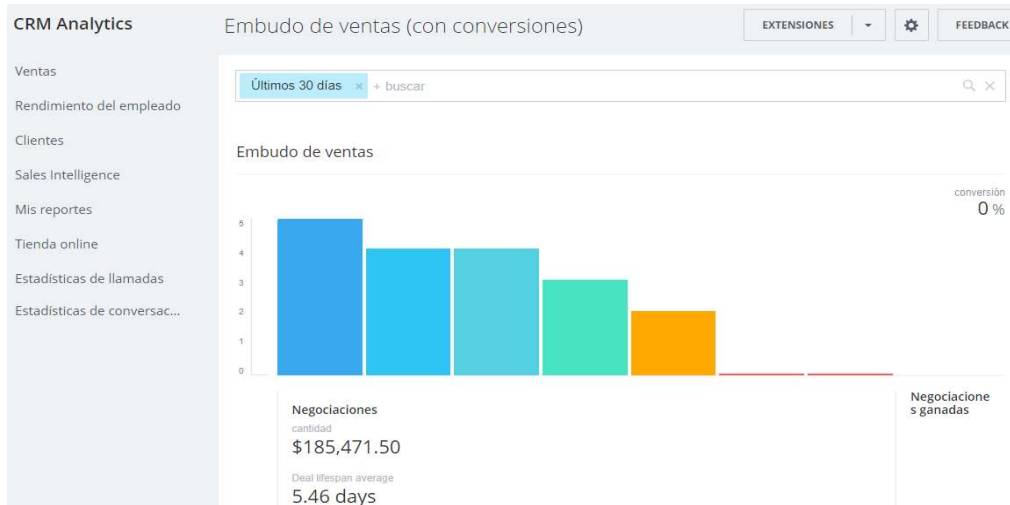 CRM Analytics
Embudo de ventas (con conversiones)
EXTENSIONES
FEEDBACK
Ventas
Rendimiento del empleado
Clientes
Sales Intelligence
Mis reportes
Tienda online
Estadísticas de llamadas
Estadísticas de conversac...
Últimos 30 días × + buscar
Embudo de ventas
conversión
0 %
5
4
3
2
1
0
Negociaciones
cantidad
$185,471.50
Deal lifespan average
5.46 days
Negociacione
s ganadas